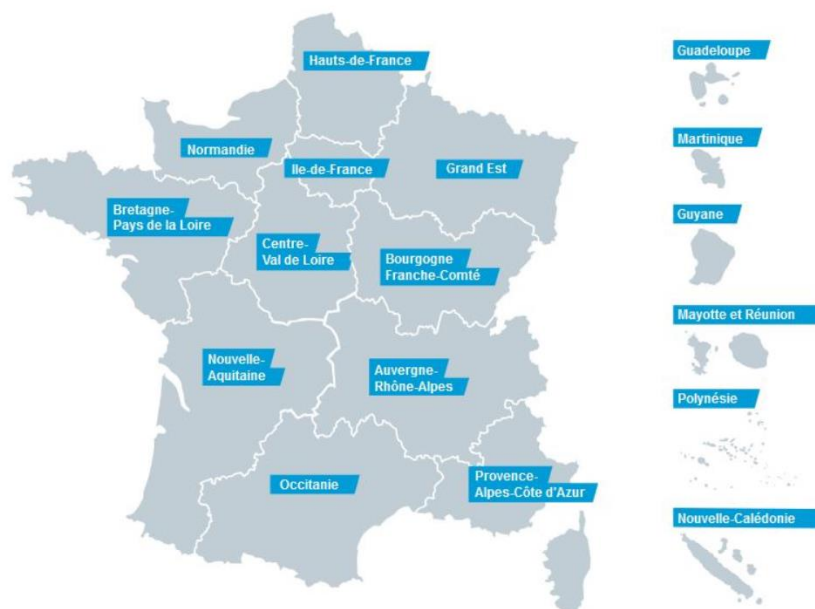 Hauts-de-France
Normandie
Ile-de-France
Grand Est
Bretagne-
Pays de la Loire
Centre-
Val de Loire
Bourgogne
Franche-Comté
Nouvelle-
Aquitaine
Auvergne-
Rhône-Alpes
Occitanie
Provence-
Alpes-Côte d'Azur
Guadeloupe
Martinique
Guyane
Mayotte et Réunion
Polynésie
Nouvelle-Calédonie